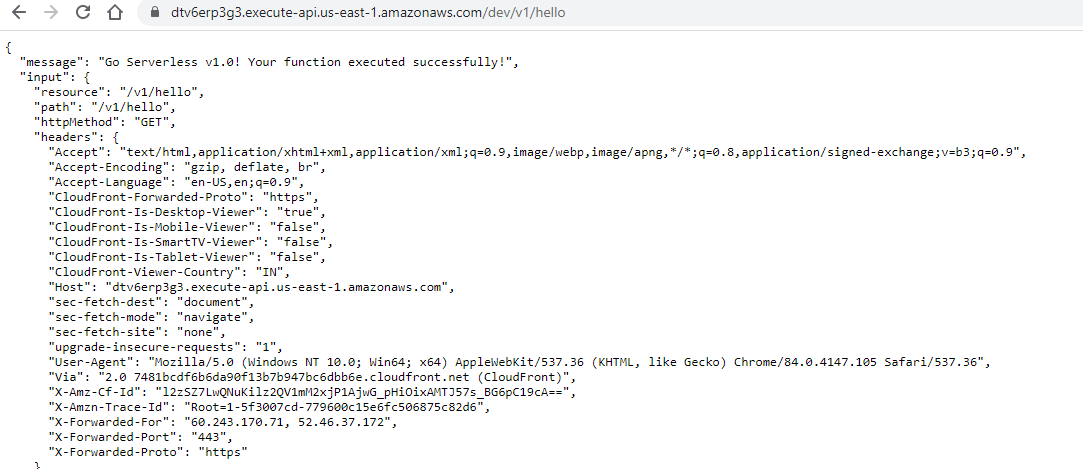 dtv6erp3g3.execute-api.us-east-1.amazonaws.com/dev/v1/hello
{
  "message": "Go Serverless v1.0! Your function executed successfully!",
  "input": {
    "resource": "/v1/hello",
    "path": "/v1/hello",
    "httpMethod": "GET",
    "headers": {
      "Accept": "text/html,application/xhtml+xml,application/xml;q=0.9,image/webp,image/apng,*/*;q=0.8,application/signed-exchange;v=b3;q=0.9",
      "Accept-Encoding": "gzip, deflate, br",
      "Accept-Language": "en-US,en;q=0.9",
      "CloudFront-Forwarded-Proto": "https",
      "CloudFront-Is-Desktop-Viewer": "true",
      "CloudFront-Is-Mobile-Viewer": "false",
      "CloudFront-Is-SmartTV-Viewer": "false",
      "CloudFront-Is-Tablet-Viewer": "false",
      "CloudFront-Viewer-Country": "IN",
      "Host": "dtv6erp3g3.execute-api.us-east-1.amazonaws.com",
      "sec-fetch-dest": "document",
      "sec-fetch-mode": "navigate",
      "sec-fetch-site": "none",
      "upgrade-insecure-requests": "1",
      "User-Agent": "Mozilla/5.0 (Windows NT 10.0; Win64; x64) AppleWebKit/537.36 (KHTML, like Gecko) Chrome/84.0.4147.105 Safari/537.36",
      "Via": "2.0 7481bcdf6b6da90f13b7b947bc6dbb6e.cloudfront.net (CloudFront)",
      "X-Amz-Cf-Id": "l2zSZ7LwQNuKilz2QV1mM2xjP1AjwG_pHiOixAMTJ57s_BG6pC19cA==",
      "X-Amzn-Trace-Id": "Root=1-5f3007cd-779600c15e6fc506875c82d6",
      "X-Forwarded-For": "60.243.170.71, 52.46.37.172",
      "X-Forwarded-Port": "443",
      "X-Forwarded-Proto": "https"
    }